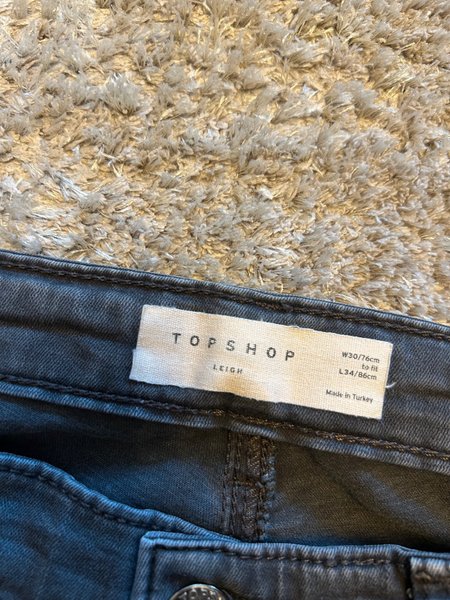 TOPSHOP
LEIGH
W30/76cm
to fit
L34/86cm
Made in Turkey